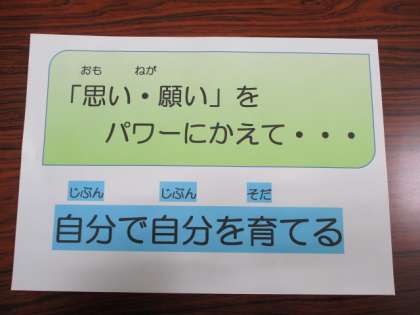 おも ねが
「思い・願い」を
パワーにかえて・・・
じぶん じぶん そだ
自分で自分を育てる